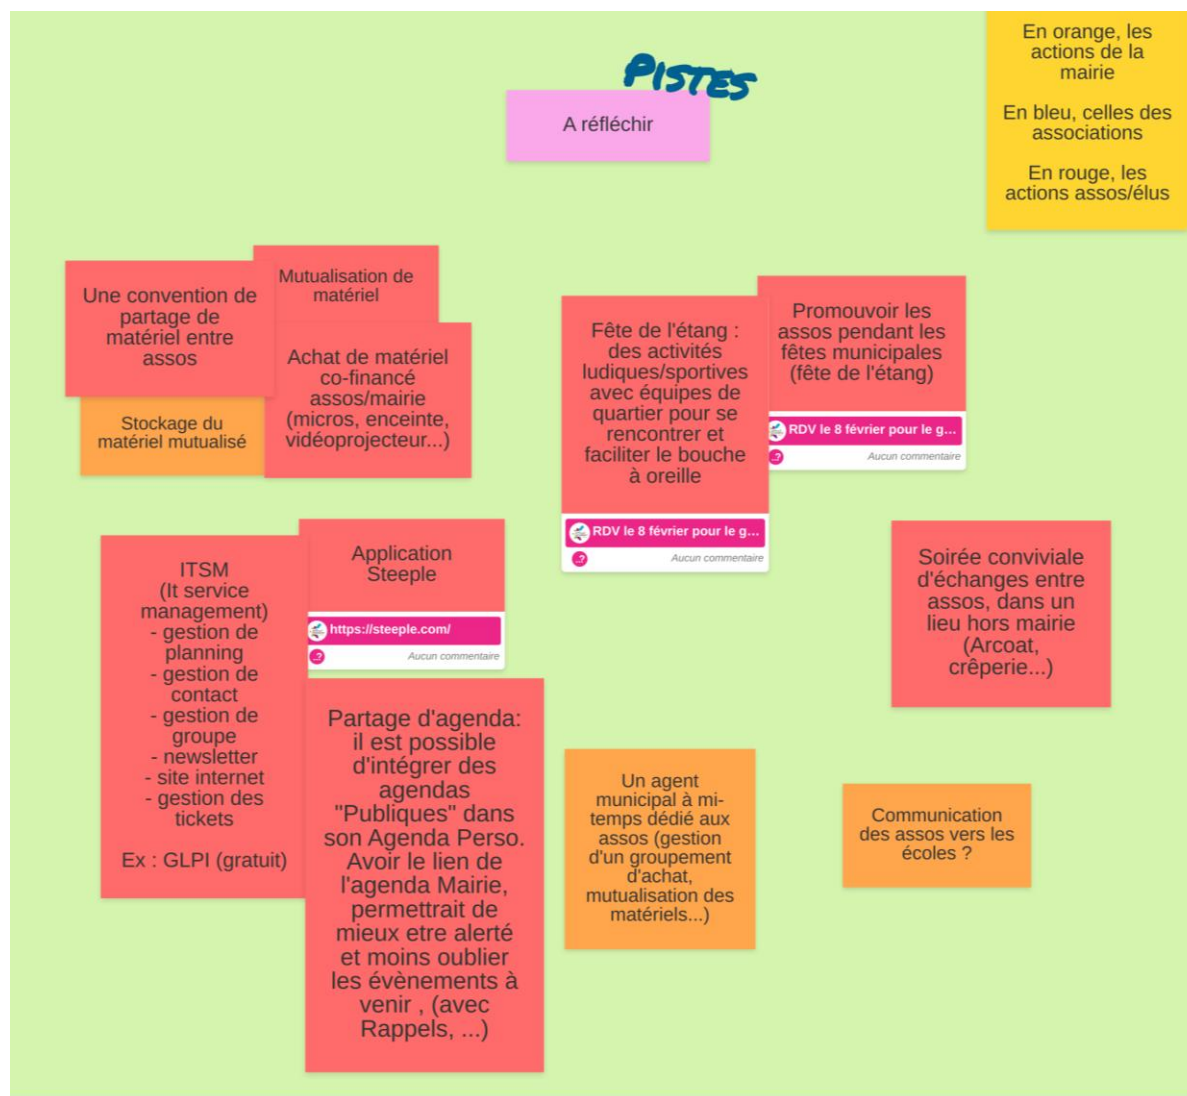 PISTES
A réfléchir
En orange, les
actions de la
mairie
En bleu, celles des
associations
En rouge, les
actions assos/élus
Une convention de
partage de
matériel entre
assos
Mutualisation de
matériel
Achat de matériel
co-financé
assos/mairie
(micros, enceinte,
vidéoprojecteur...)
Stockage du
matériel mutualisé
Fête de l'étang :
des activités
ludiques/sportives
avec équipes de
quartier pour se
rencontrer et
faciliter le bouche
à oreille
RDV le 8 février pour le g...
..?
Aucun commentaire
Promouvoir les
assos pendant les
fêtes municipales
(fête de l'étang)
RDV le 8 février pour le g...
..?
Aucun commentaire
ITSM
(It service
management)
- gestion de
planning
- gestion de
contact
- gestion de
groupe
- newsletter
- site internet
- gestion des
tickets
Ex : GLPI (gratuit)
Application
Steeple
https://steeple.com/
..?
Aucun commentaire
Partage d'agenda:
il est possible
d'intégrer des
agendas
"Publiques" dans
son Agenda Perso.
Avoir le lien de
l'agenda Mairie,
permettrait de
mieux etre alerté
et moins oublier
les évènements à
venir , (avec
Rappels, ...)
Soirée conviviale
d'échanges entre
assos, dans un
lieu hors mairie
(Arcoat,
crêperie...)
Un agent
municipal à mi-
temps dédié aux
assos (gestion
d'un groupement
d'achat,
mutualisation des
matériels...)
Communication
des assos vers les
écoles ?